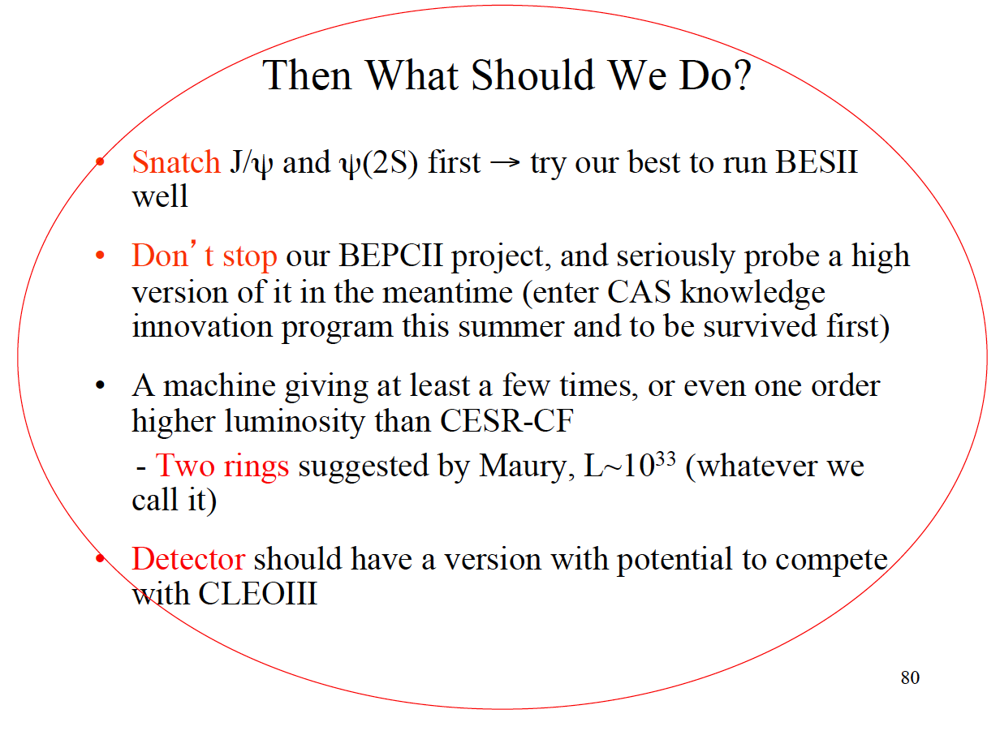 Then What Should We Do?
• Snatch J/ψ and ψ(2S) first → try our best to run BESII
well
• Don’t stop our BEPCII project, and seriously probe a high
version of it in the meantime (enter CAS knowledge
innovation program this summer and to be survived first)
• A machine giving at least a few times, or even one order
higher luminosity than CESR-CF
- Two rings suggested by Maury, L~10³³ (whatever we
call it)
• Detector should have a version with potential to compete
with CLEOIII
80